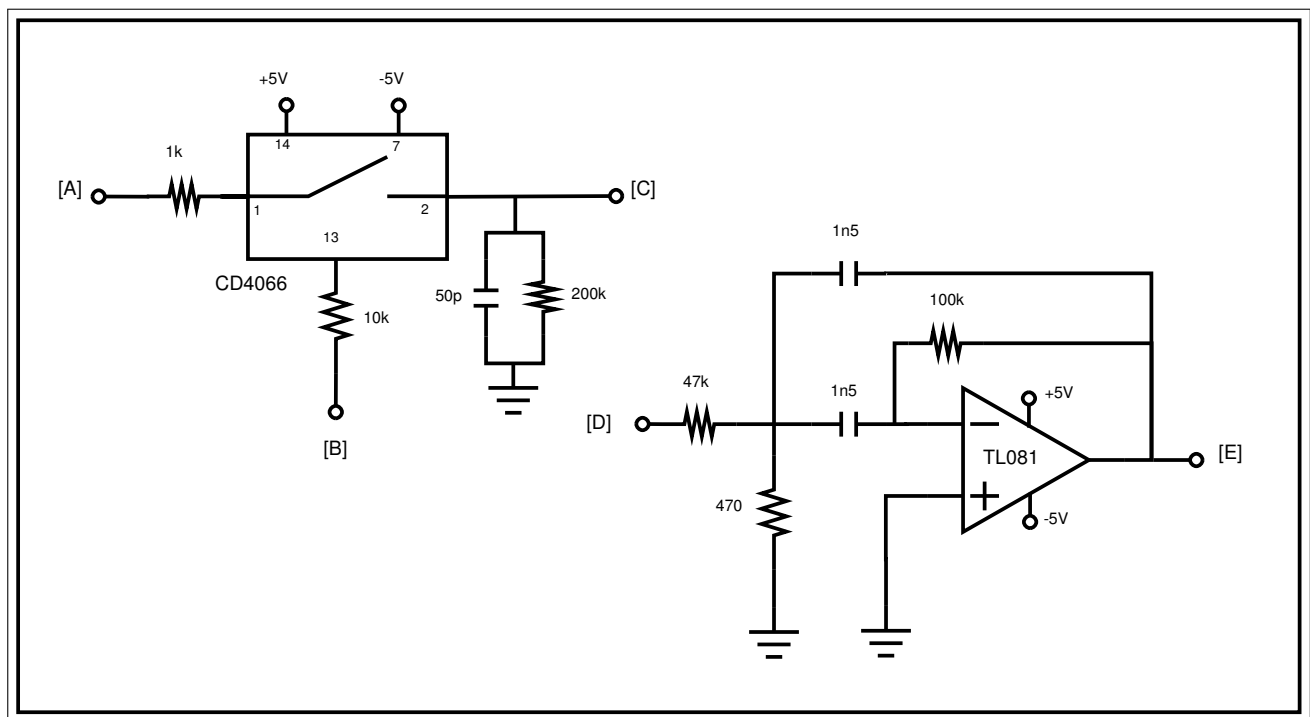 +5V
-5V
14
7
1k
[A]
1
2
[C]
13
CD4066
50p
200k
10k
[B]
1n5
100k
47k
1n5
[D]
+5V
TL081
[E]
470
-5V